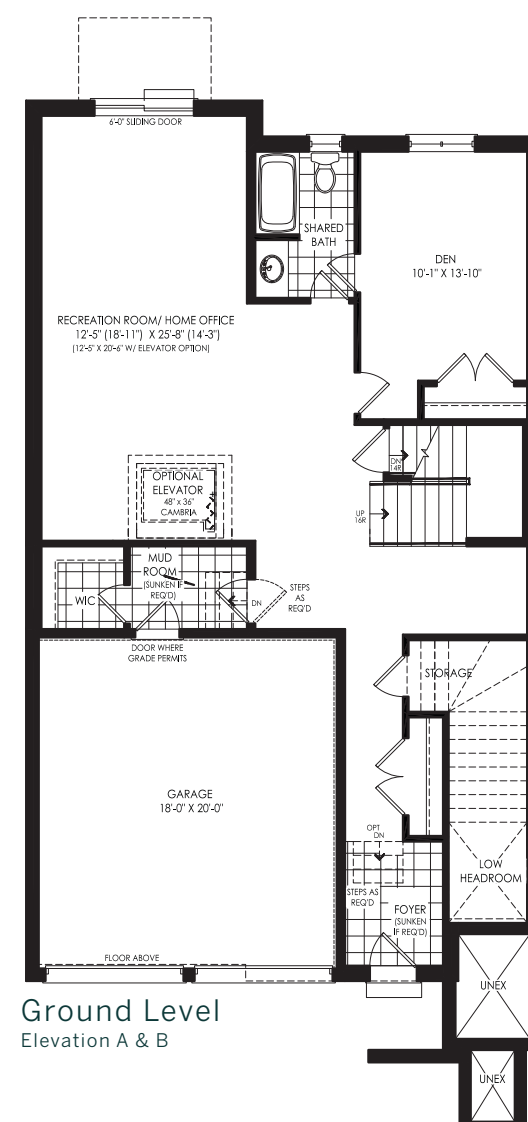 6'-0" SLIDING DOOR
SHARED
BATH
DEN
10'-1" X 13'-10"
RECREATION ROOM/ HOME OFFICE
12'-5" (18'-11") X 25'-8" (14'-3")
(12'-5" X 20'-6" W/ ELEVATOR OPTION)
DN
14R
OPTIONAL
ELEVATOR
48" x 36"
CAMBRIA
UP
16R
MUD
ROOM
(SUNKEN IF
REQ'D)
WIC
DN
STEPS
AS
REQ'D
DOOR WHERE
GRADE PERMITS
STORAGE
GARAGE
18'-0" X 20'-0"
OPT
DN
LOW
HEADROOM
STEPS AS
REQ'D
FOYER
(SUNKEN
IF REQ'D)
FLOOR ABOVE
UNEX
UNEX
Ground Level
Elevation A & B